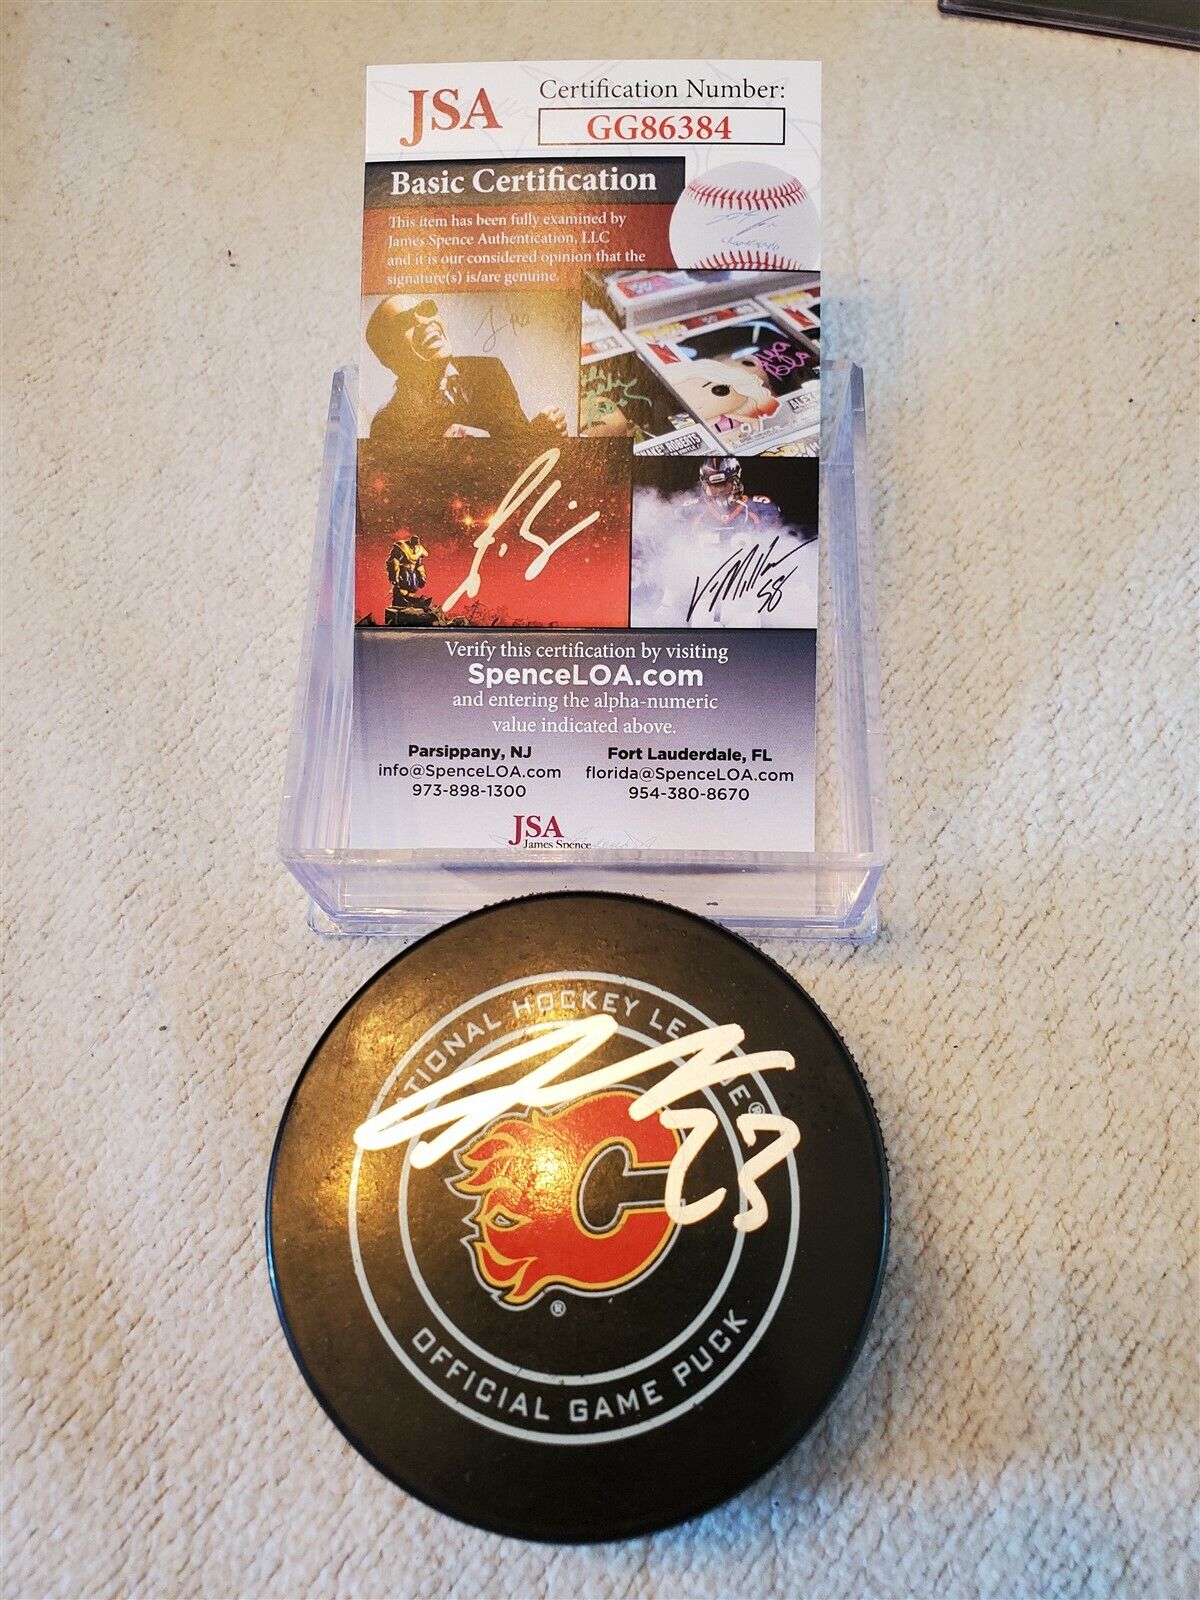 JSA
Certification Number:
GG86384
Basic Certification
This item has been fully examined by
James Spence Authentication, LLC
and it is our considered opinion that the
signature(s) is/are genuine.
V. Miller
58
Verify this certification by visiting
SpenceLOA.com
and entering the alpha-numeric
value indicated above.
Parsippany, NJ
info@SpenceLOA.com
973-898-1300
Fort Lauderdale, FL
florida@SpenceLOA.com
954-380-8670
JSA
James Spence
NATIONAL HOCKEY LEAGUE®
23
C
®
OFFICIAL GAME PUCK